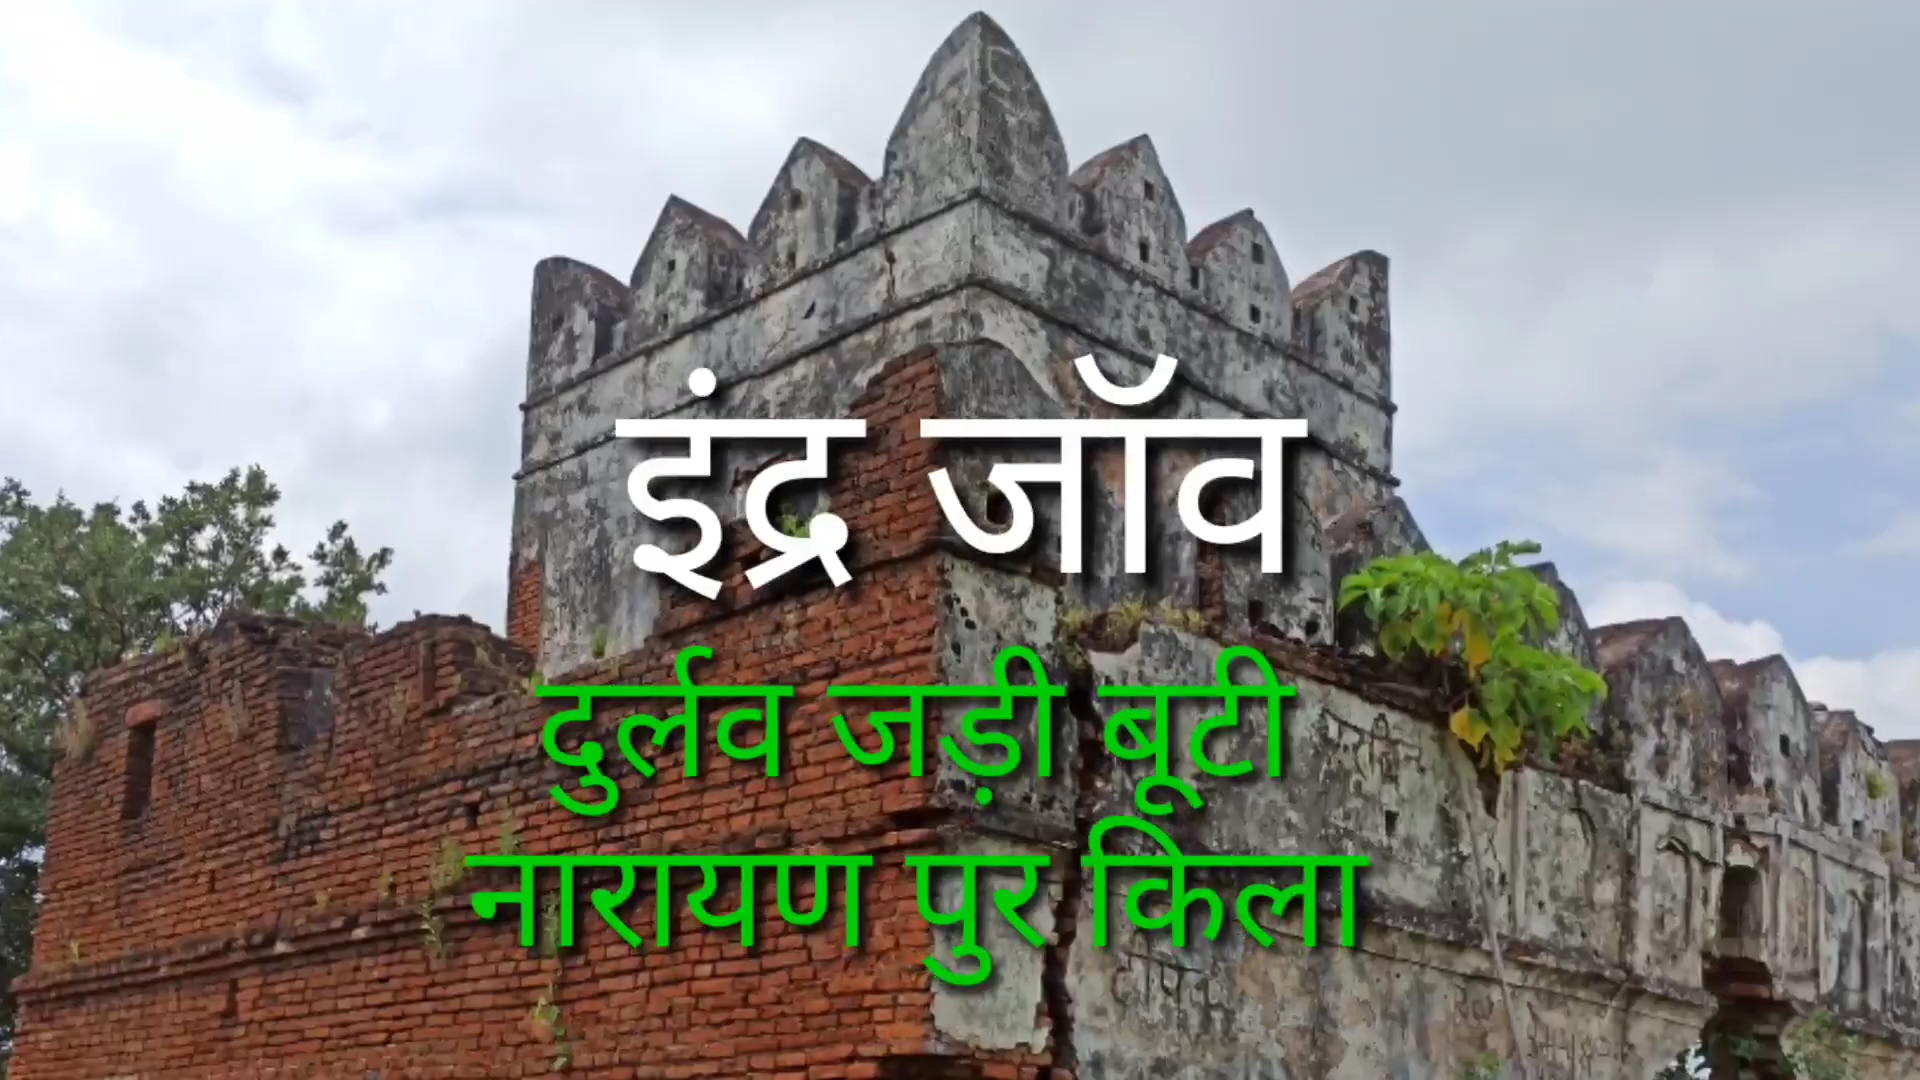 इंद्र जॉव
दुर्लव जड़ी बूटी
नारायण पुर किला